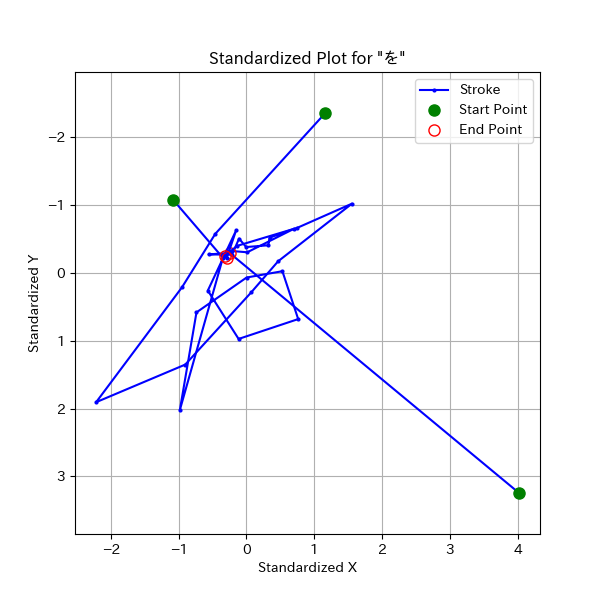 Standardized Plot for "を"
Stroke
Start Point
End Point
−2
−1
0
1
2
3
Standardized Y
−2 −1 0 1 2 3 4
Standardized X